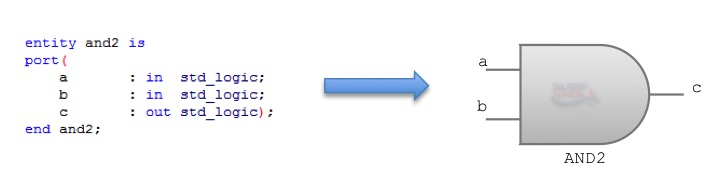 entity and2 is
port(
a : in std_logic;
b : in std_logic;
c : out std_logic);
end and2;
a
b
c
AND2